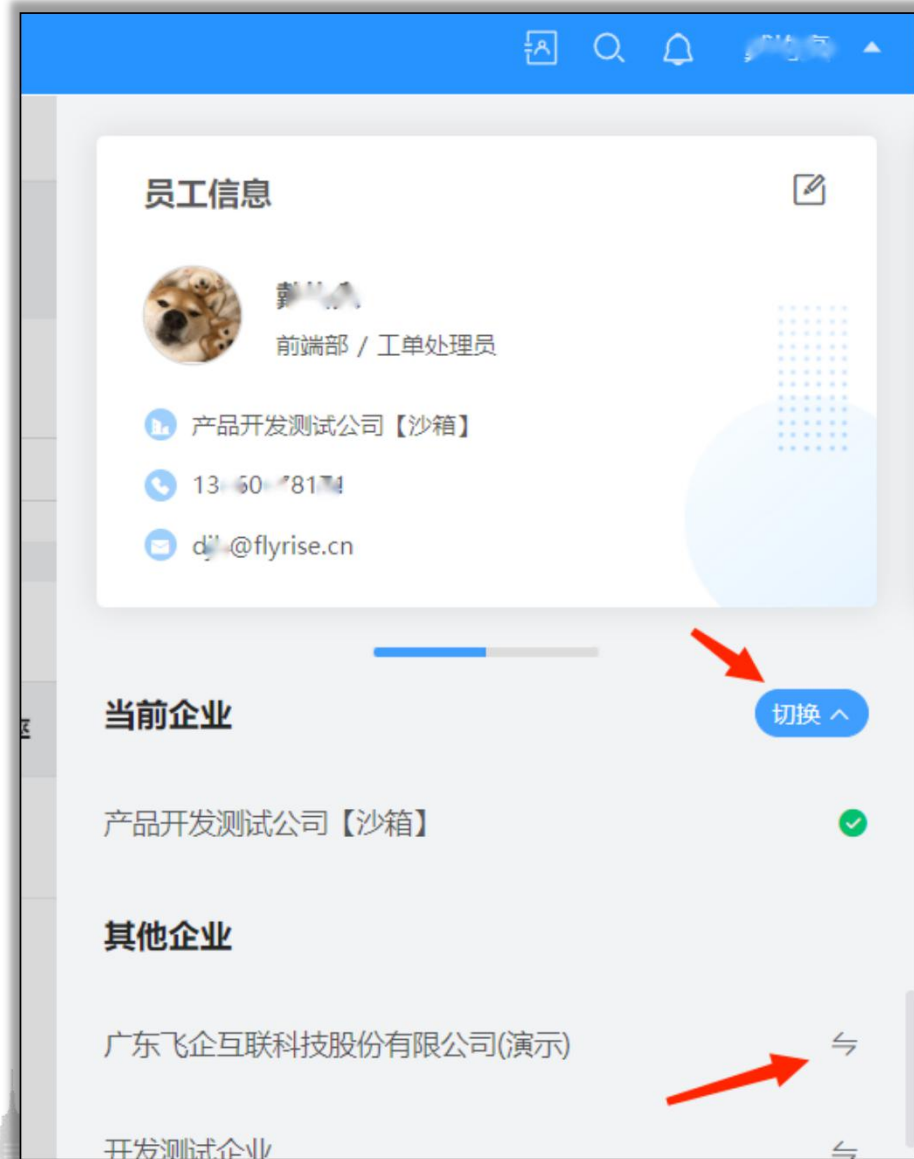 员工信息
前端部 / 工单处理员
产品开发测试公司【沙箱】
@flyrise.cn
当前企业
切换
产品开发测试公司【沙箱】
其他企业
广东飞企互联科技股份有限公司(演示)
开发测试企业